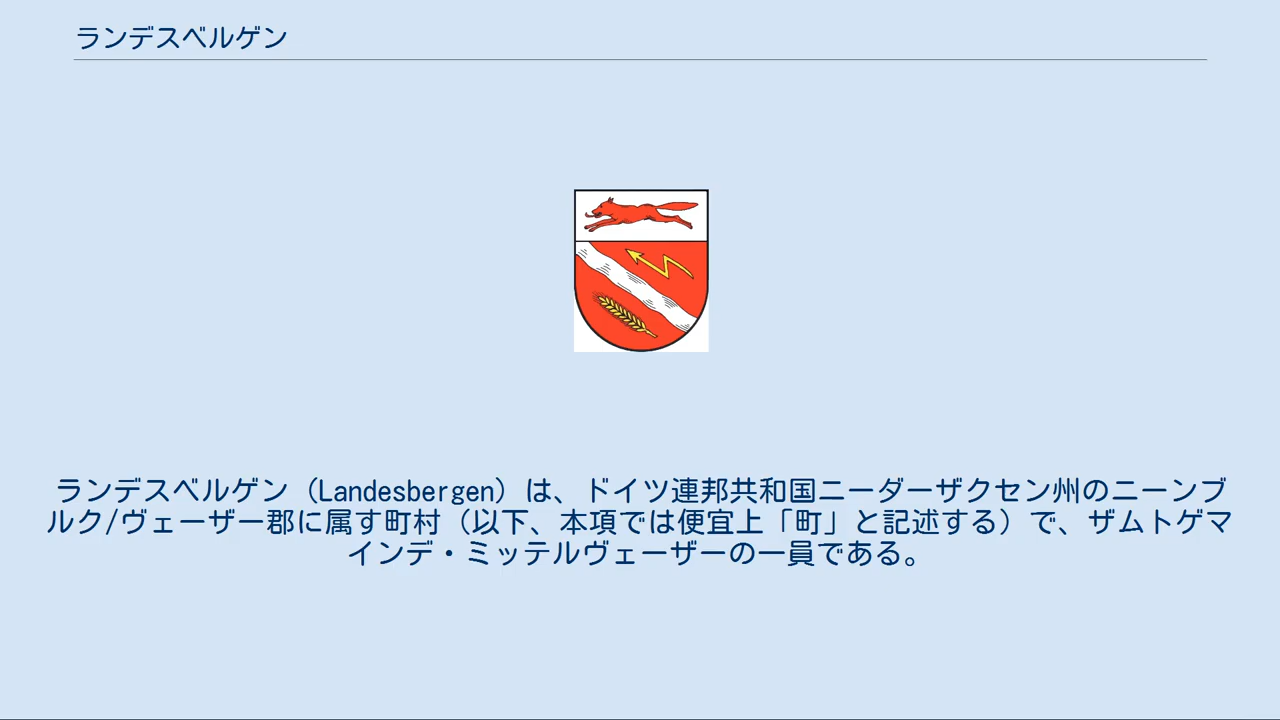 ランデスベルゲン
ランデスベルゲン（Landesbergen）は、ドイツ連邦共和国ニーダーザクセン州のニーンブ
ルク/ヴェーザー郡に属す町村（以下、本項では便宜上「町」と記述する）で、ザムトゲマ
インデ・ミッテルヴェーザーの一員である。